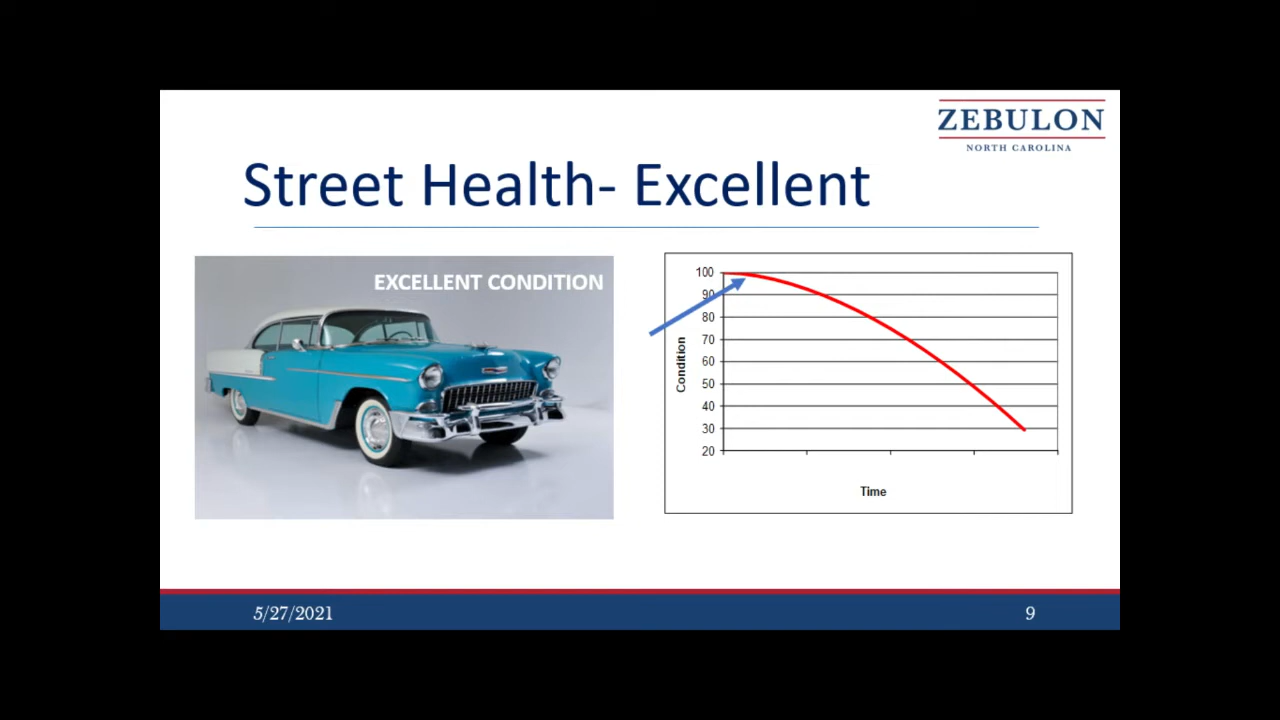 ZEBULON
NORTH CAROLINA
Street Health- Excellent
EXCELLENT CONDITION
100
90
80
70
60
50
40
30
20
Condition
Time
5/27/2021
9